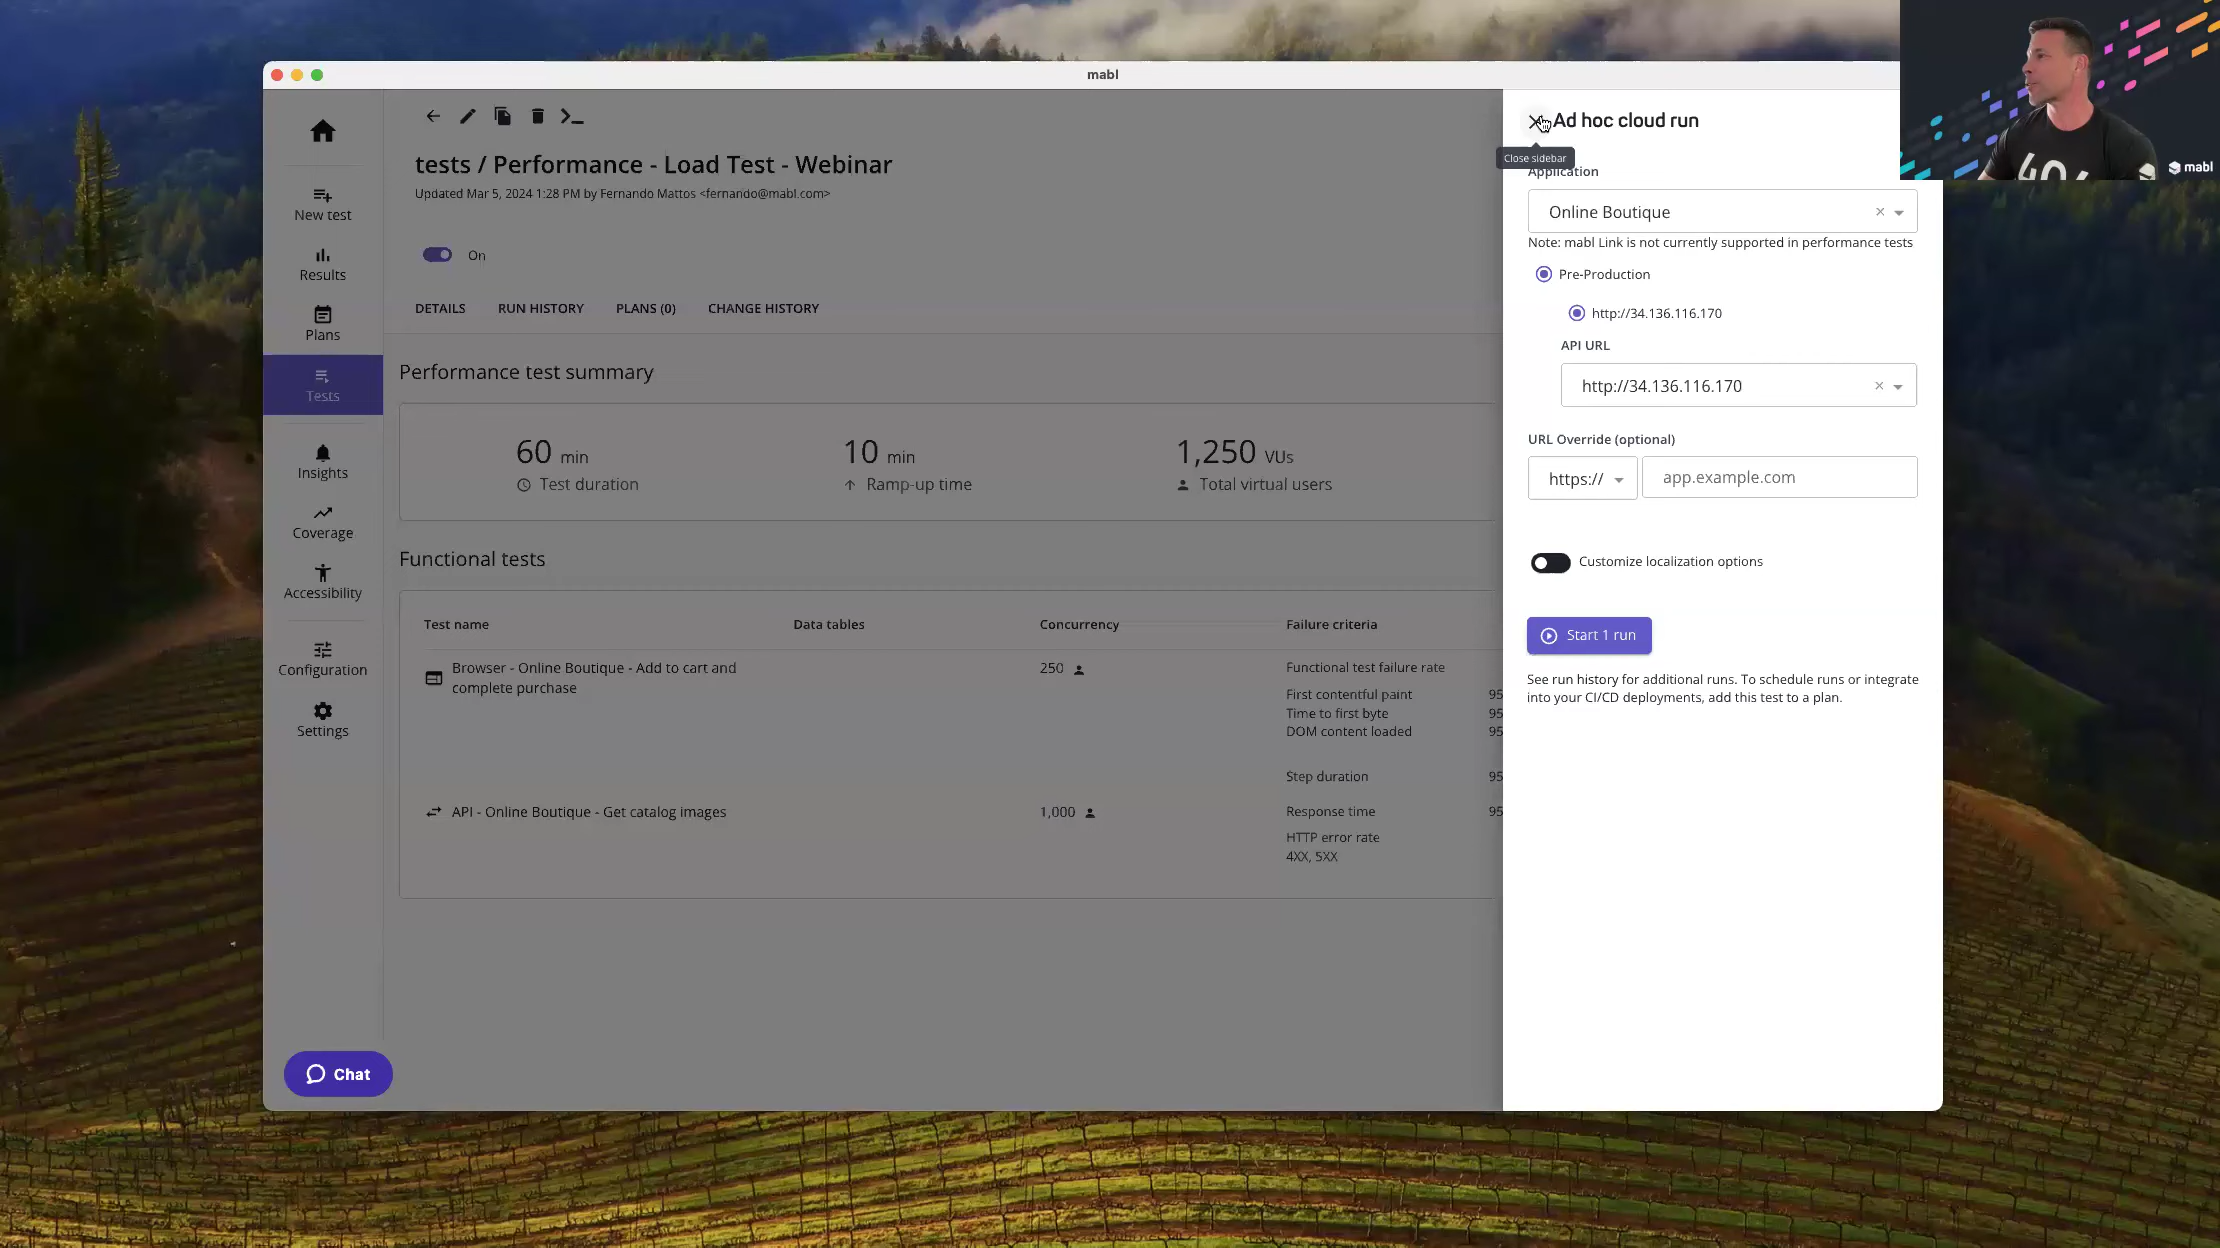 mabl
Ad hoc cloud run
Close sidebar
Application
Online Boutique
Note: mabl Link is not currently supported in performance tests
Pre-Production
http://34.136.116.170
API URL
http://34.136.116.170
URL Override (optional)
https://
app.example.com
Customize localization options
Start 1 run
See run history for additional runs. To schedule runs or integrate
into your CI/CD deployments, add this test to a plan.
tests / Performance - Load Test - Webinar
Updated Mar 5, 2024 1:28 PM by Fernando Mattos <fernando@mabl.com>
On
DETAILS RUN HISTORY PLANS (0) CHANGE HISTORY
Performance test summary
60 min
Test duration
10 min
Ramp-up time
1,250 VUs
Total virtual users
Functional tests
Test name Data tables Concurrency Failure criteria
Browser - Online Boutique - Add to cart and
complete purchase
250
Functional test failure rate
First contentful paint 95
Time to first byte 95
DOM content loaded 95
Step duration 95
API - Online Boutique - Get catalog images
1,000
Response time 95
HTTP error rate
4XX, 5XX
New test
Results
Plans
Tests
Insights
Coverage
Accessibility
Configuration
Settings
Chat
mabl